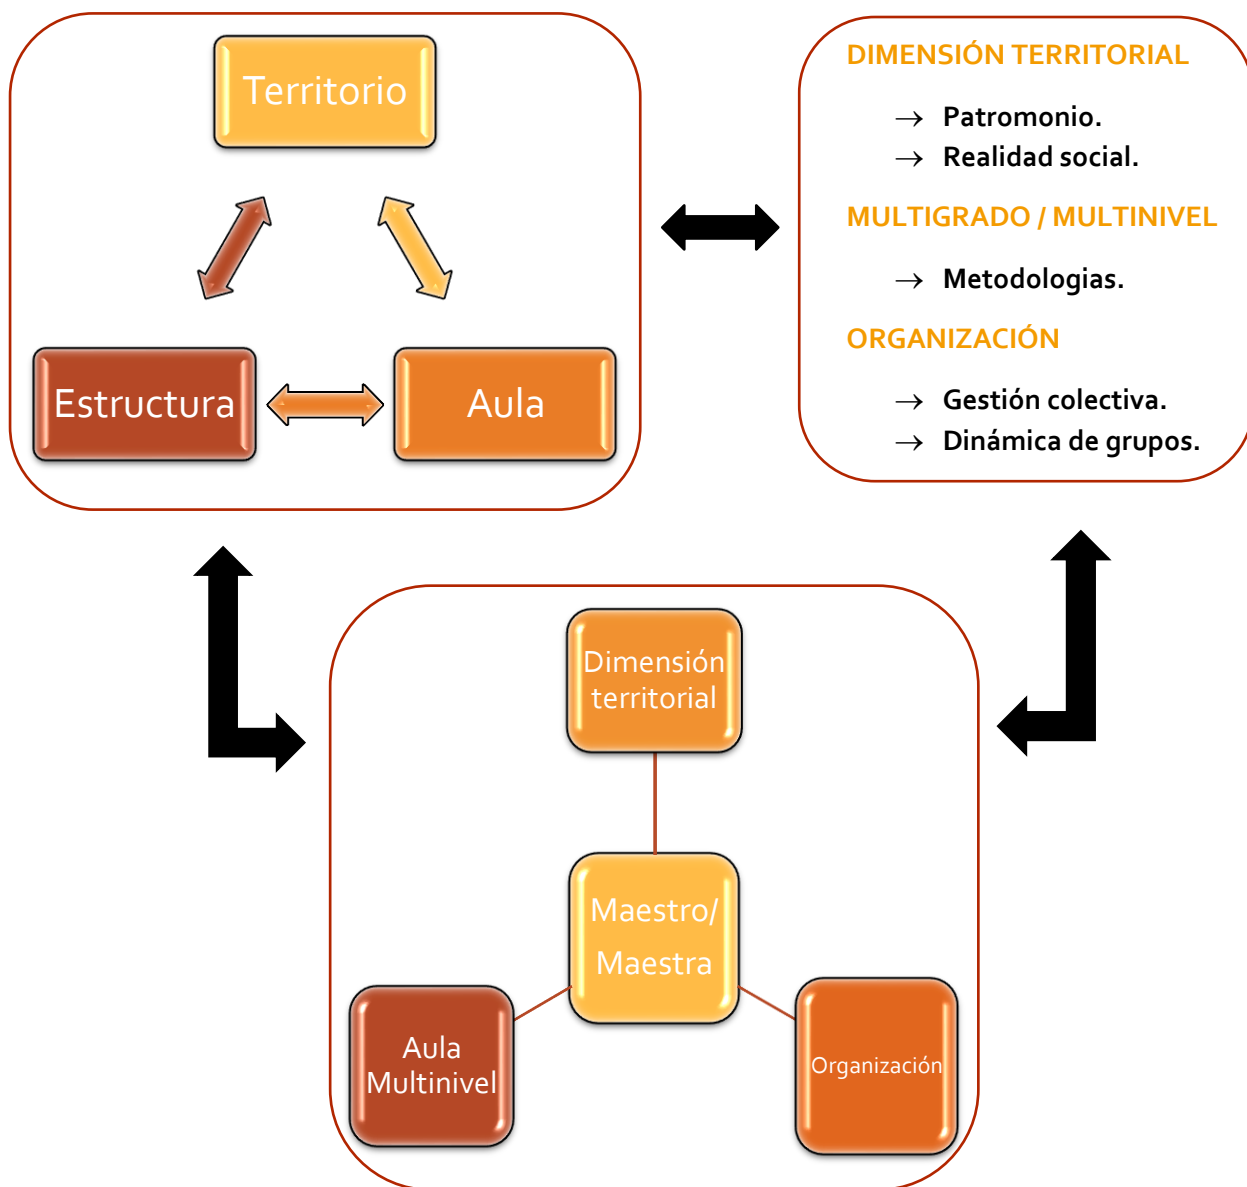 Territorio
Estructura
Aula
DIMENSIÓN TERRITORIAL
→ Patromonio.
→ Realidad social.
MULTIGRADO / MULTINIVEL
→ Metodologias.
ORGANIZACIÓN
→ Gestión colectiva.
→ Dinámica de grupos.
Dimensión
territorial
Maestro/
Maestra
Aula
Multinivel
Organización